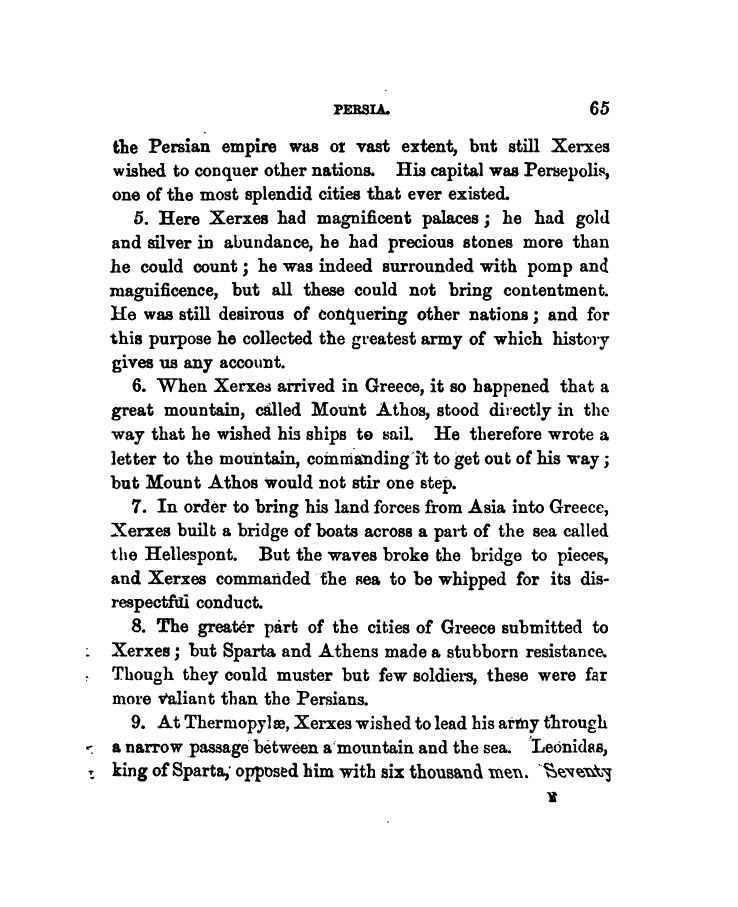 PERSIA. 65
the Persian empire was of vast extent, but still Xerxes
wished to conquer other nations. His capital was Persepolis,
one of the most splendid cities that ever existed.
5. Here Xerxes had magnificent palaces; he had gold
and silver in abundance, he had precious stones more than
he could count; he was indeed surrounded with pomp and
magnificence, but all these could not bring contentment.
He was still desirous of conquering other nations; and for
this purpose he collected the greatest army of which history
gives us any account.
6. When Xerxes arrived in Greece, it so happened that a
great mountain, called Mount Athos, stood directly in the
way that he wished his ships to sail. He therefore wrote a
letter to the mountain, commanding it to get out of his way;
but Mount Athos would not stir one step.
7. In order to bring his land forces from Asia into Greece,
Xerxes built a bridge of boats across a part of the sea called
the Hellespont. But the waves broke the bridge to pieces,
and Xerxes commanded the sea to be whipped for its dis-
respectful conduct.
8. The greater part of the cities of Greece submitted to
Xerxes; but Sparta and Athens made a stubborn resistance.
Though they could muster but few soldiers, these were far
more valiant than the Persians.
9. At Thermopylæ, Xerxes wished to lead his army through
a narrow passage between a mountain and the sea. Leonidas,
king of Sparta, opposed him with six thousand men. Seventy